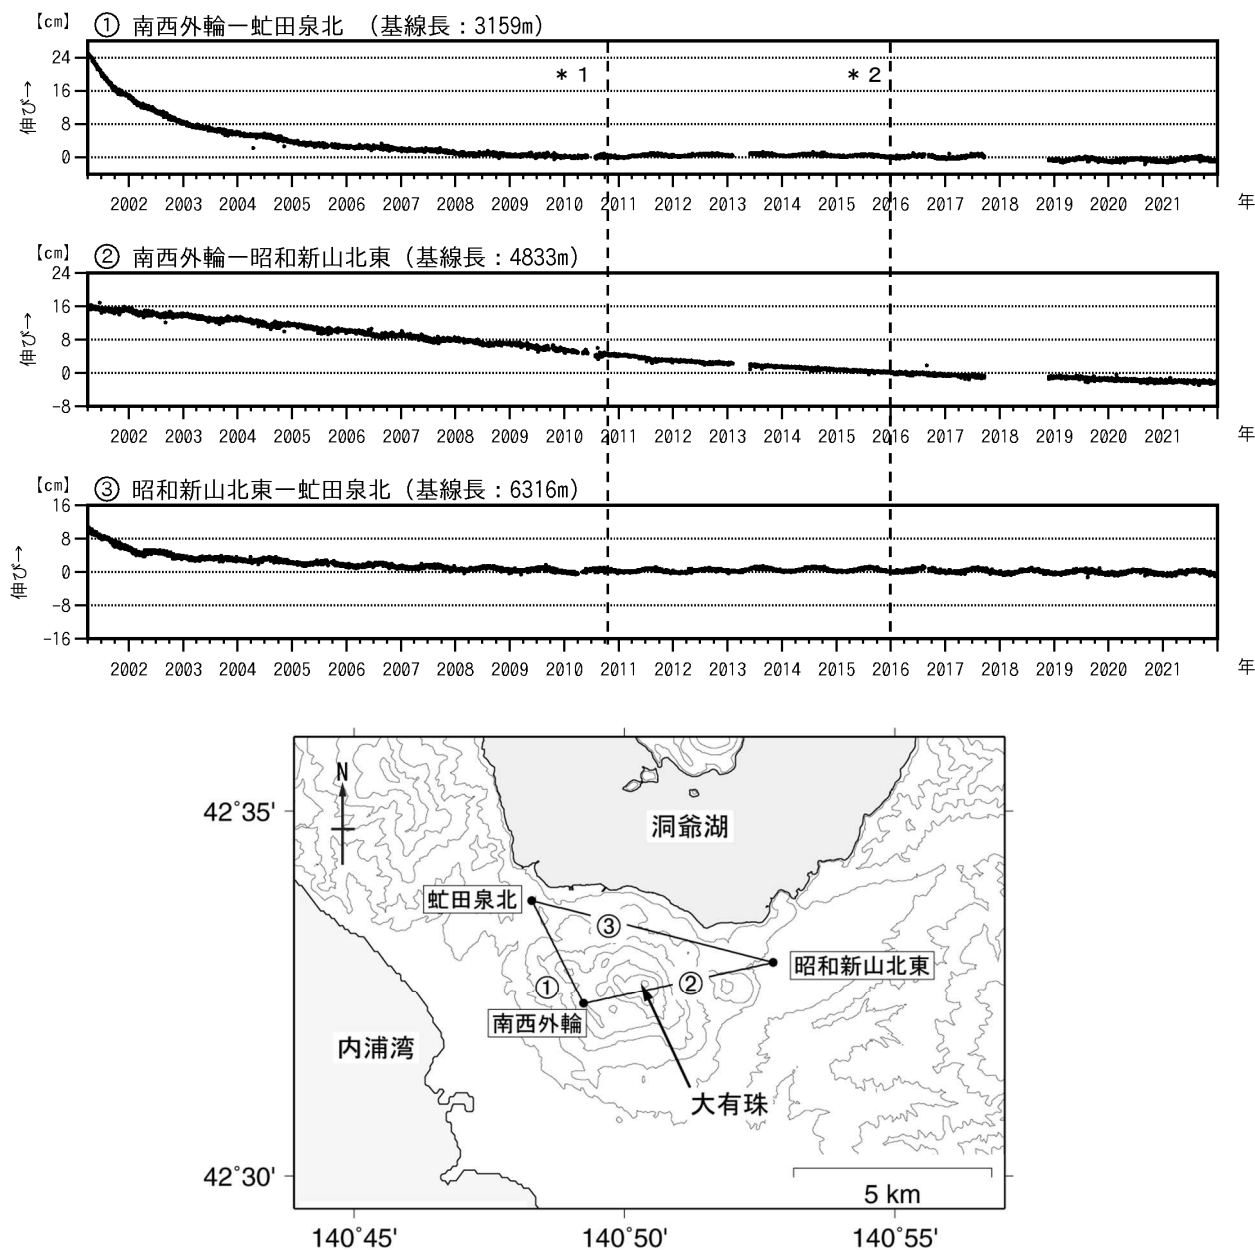 【cm】 ① 南西外輪ー虻田泉北 （基線長：3159m）
24
16
8
0
伸び→
＊1
＊2
2002 2003 2004 2005 2006 2007 2008 2009 2010 2011 2012 2013 2014 2015 2016 2017 2018 2019 2020 2021 年
【cm】 ② 南西外輪ー昭和新山北東（基線長：4833m）
24
16
8
0
-8
伸び→
2002 2003 2004 2005 2006 2007 2008 2009 2010 2011 2012 2013 2014 2015 2016 2017 2018 2019 2020 2021 年
【cm】 ③ 昭和新山北東ー虻田泉北（基線長：6316m）
16
8
0
-8
-16
伸び→
2002 2003 2004 2005 2006 2007 2008 2009 2010 2011 2012 2013 2014 2015 2016 2017 2018 2019 2020 2021 年
N
42°35'
洞爺湖
虻田泉北
③
昭和新山北東
①
②
南西外輪
内浦湾
大有珠
42°30'
5 km
140°45' 140°50' 140°55'